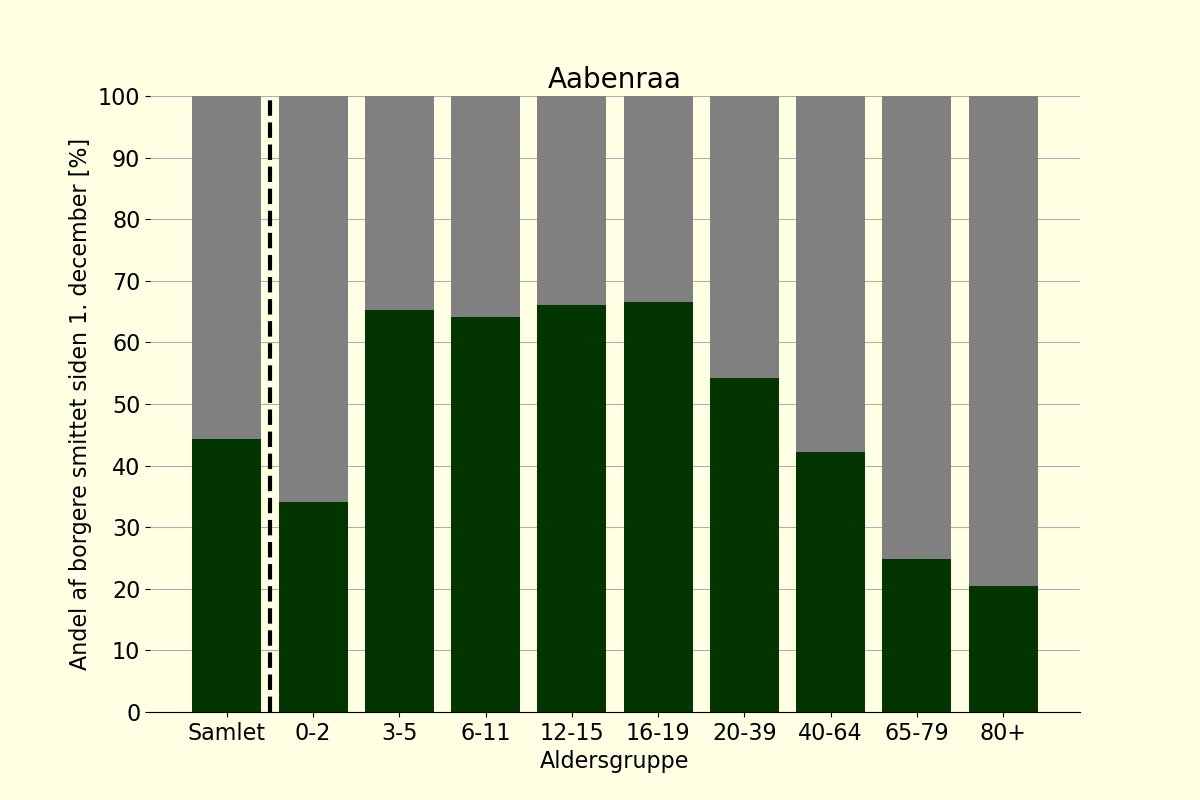 Aabenraa
Andel af borgere smittet siden 1. december [%]
100
90
80
70
60
50
40
30
20
10
0
Samlet 0-2 3-5 6-11 12-15 16-19 20-39 40-64 65-79 80+
Aldersgruppe